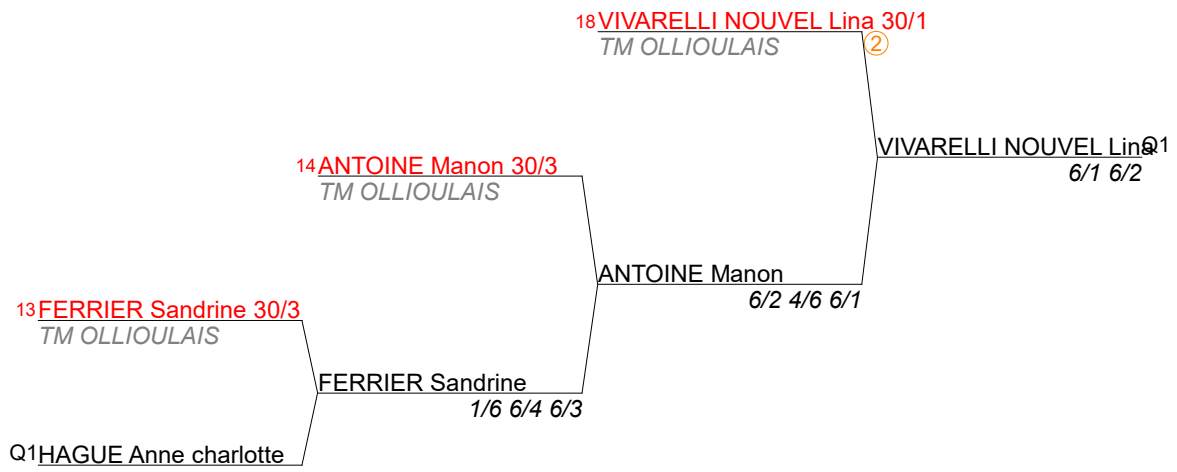 18 VIVARELLI NOUVEL Lina 30/1
TM OLLIOULAIS
2
VIVARELLI NOUVEL Lina Q1
6/1 6/2
14 ANTOINE Manon 30/3
TM OLLIOULAIS
ANTOINE Manon
6/2 4/6 6/1
13 FERRIER Sandrine 30/3
TM OLLIOULAIS
FERRIER Sandrine
1/6 6/4 6/3
Q1 HAGUE Anne charlotte